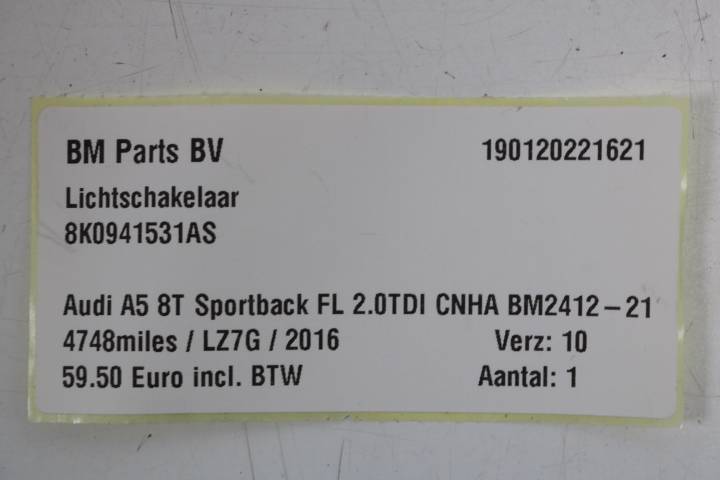 BM Parts BV 190120221621
Lichtschakelaar
8K0941531AS
Audi A5 8T Sportback FL 2.0TDI CNHA BM2412-21
4748miles / LZ7G / 2016 Verz: 10
59.50 Euro incl. BTW Aantal: 1